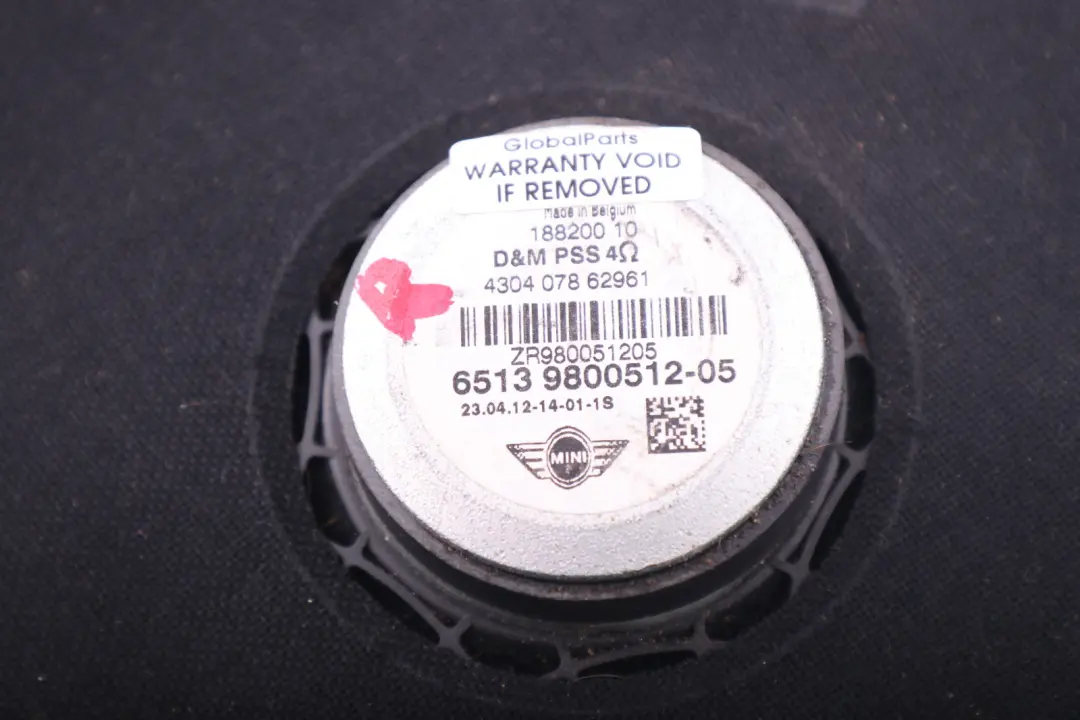 GlobalParts
WARRANTY VOID
IF REMOVED
made in Belgium
188200 10
D&M PSS 4Ω
4304 078 62961
ZR980051205
6513 9800512-05
23.04.12-14-01-1S
MINI